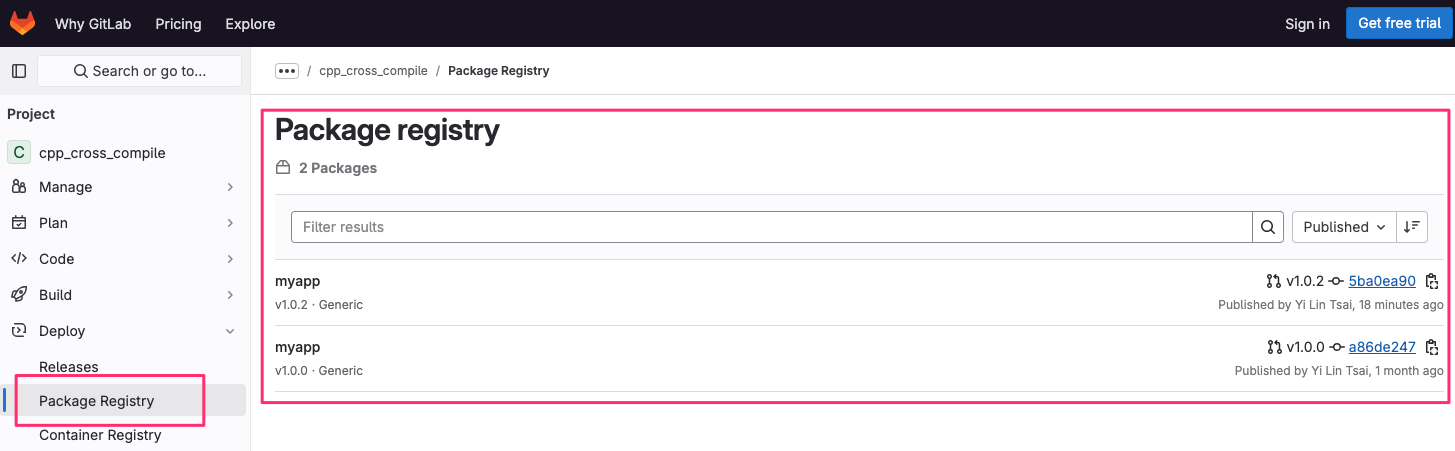 Why GitLab Pricing Explore Sign in Get free trial
Search or go to...
/ cpp_cross_compile / Package Registry
Project
C cpp_cross_compile
Manage
Plan
Code
Build
Deploy
Releases
Package Registry
Container Registry
Package registry
2 Packages
Filter results Published
myapp v1.0.2 5ba0ea90
v1.0.2 · Generic Published by Yi Lin Tsai, 18 minutes ago
myapp v1.0.0 a86de247
v1.0.0 · Generic Published by Yi Lin Tsai, 1 month ago